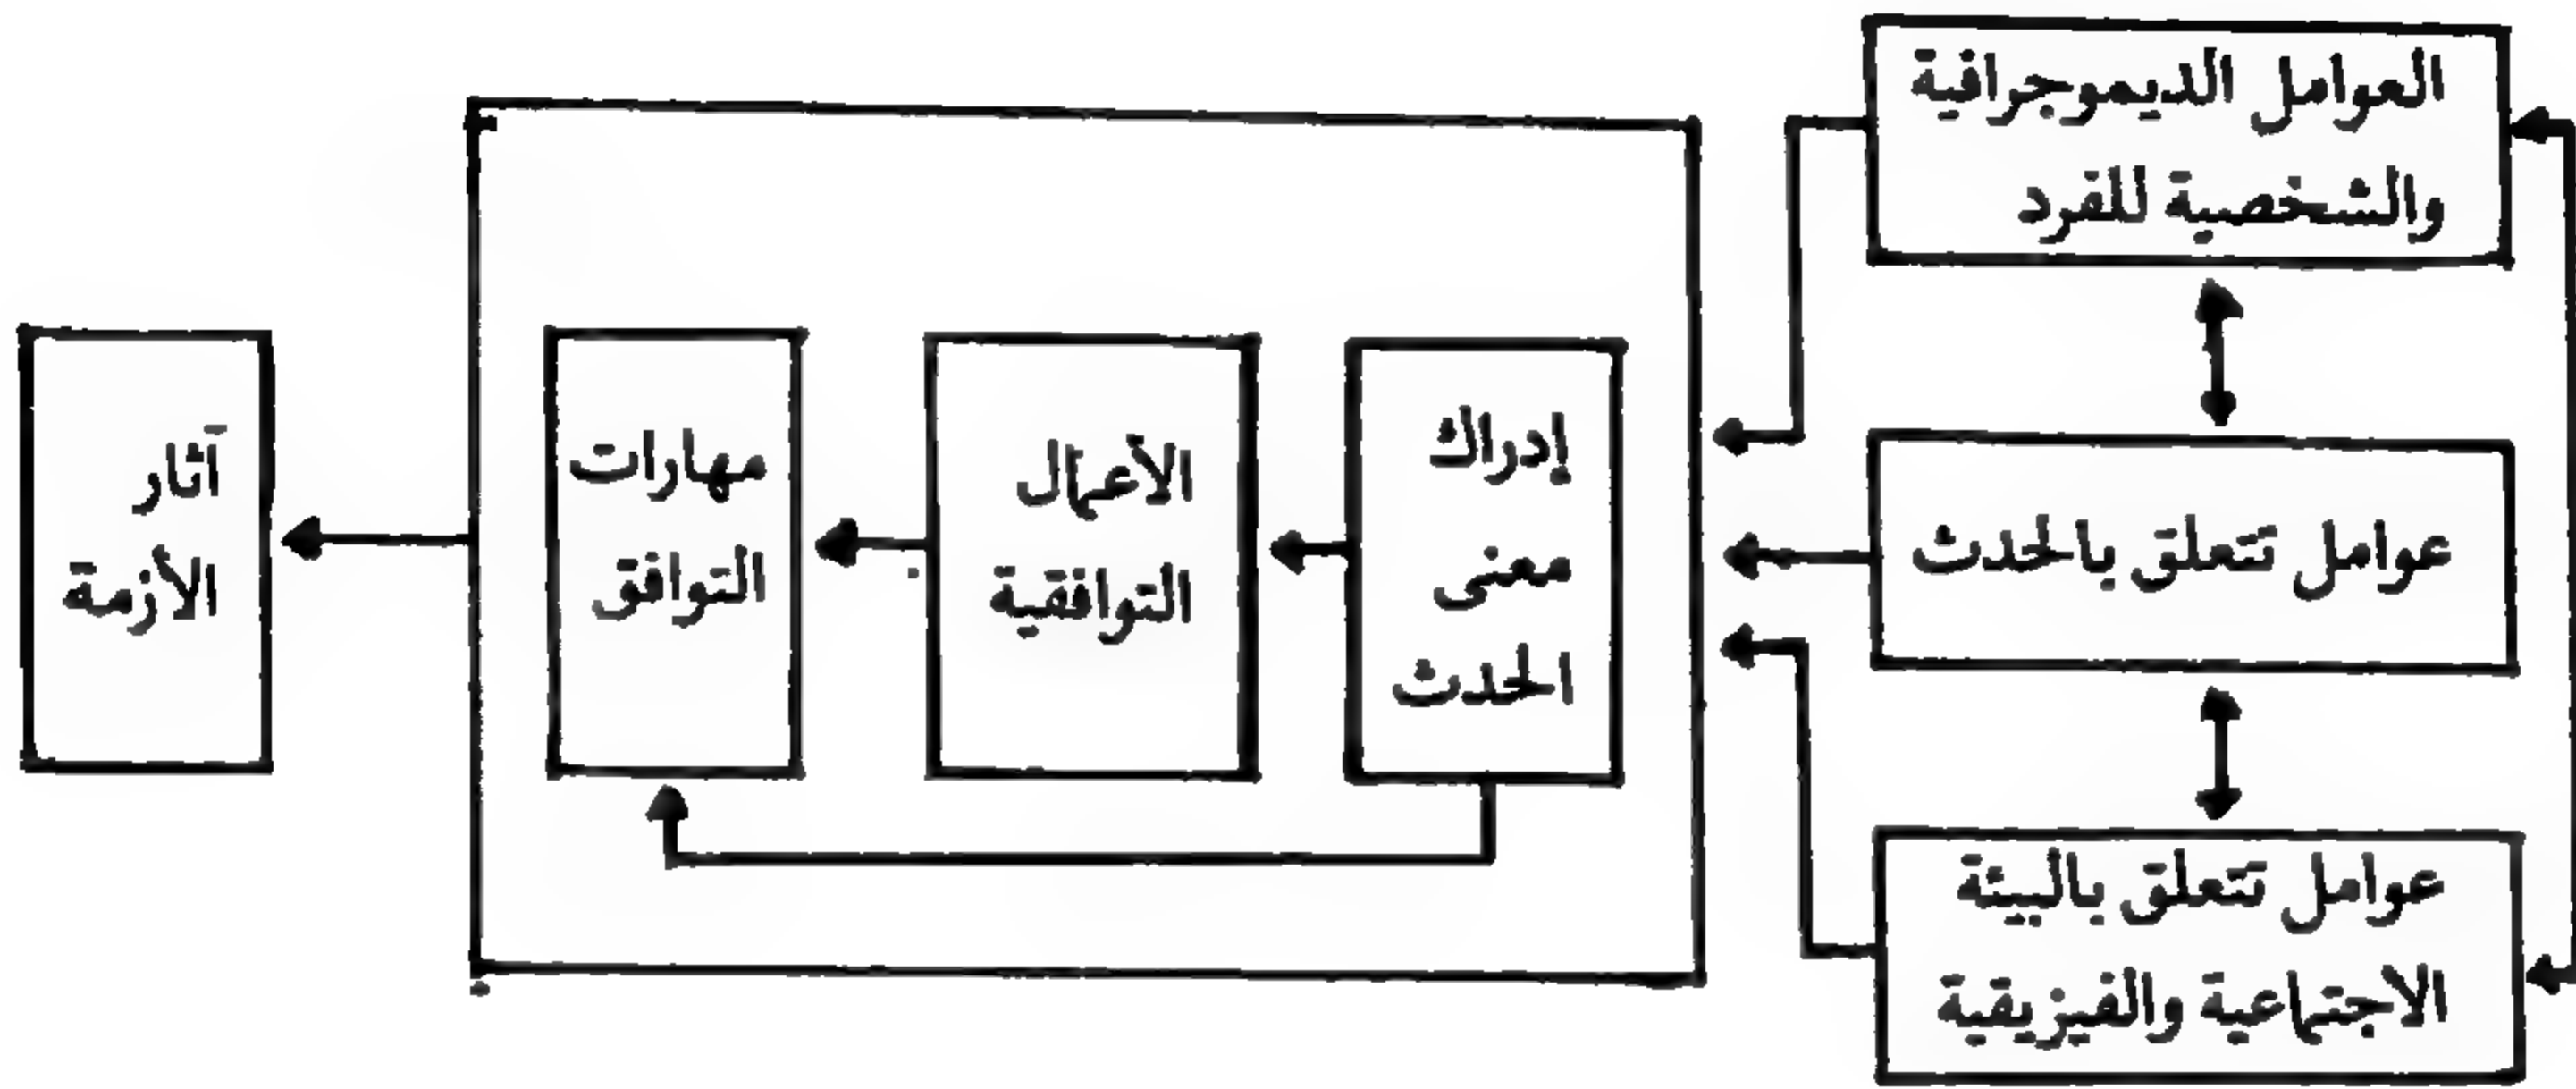 العوامل الديموجرافية
والشخصية للفرد
عوامل تتعلق بالحدث
عوامل تتعلق بالبيئة
الاجتماعية والفيزيقية
إدراك
معنى
الحدث
الأعمال
التوافقية
مهارات
التوافق
آثار
الأزمة